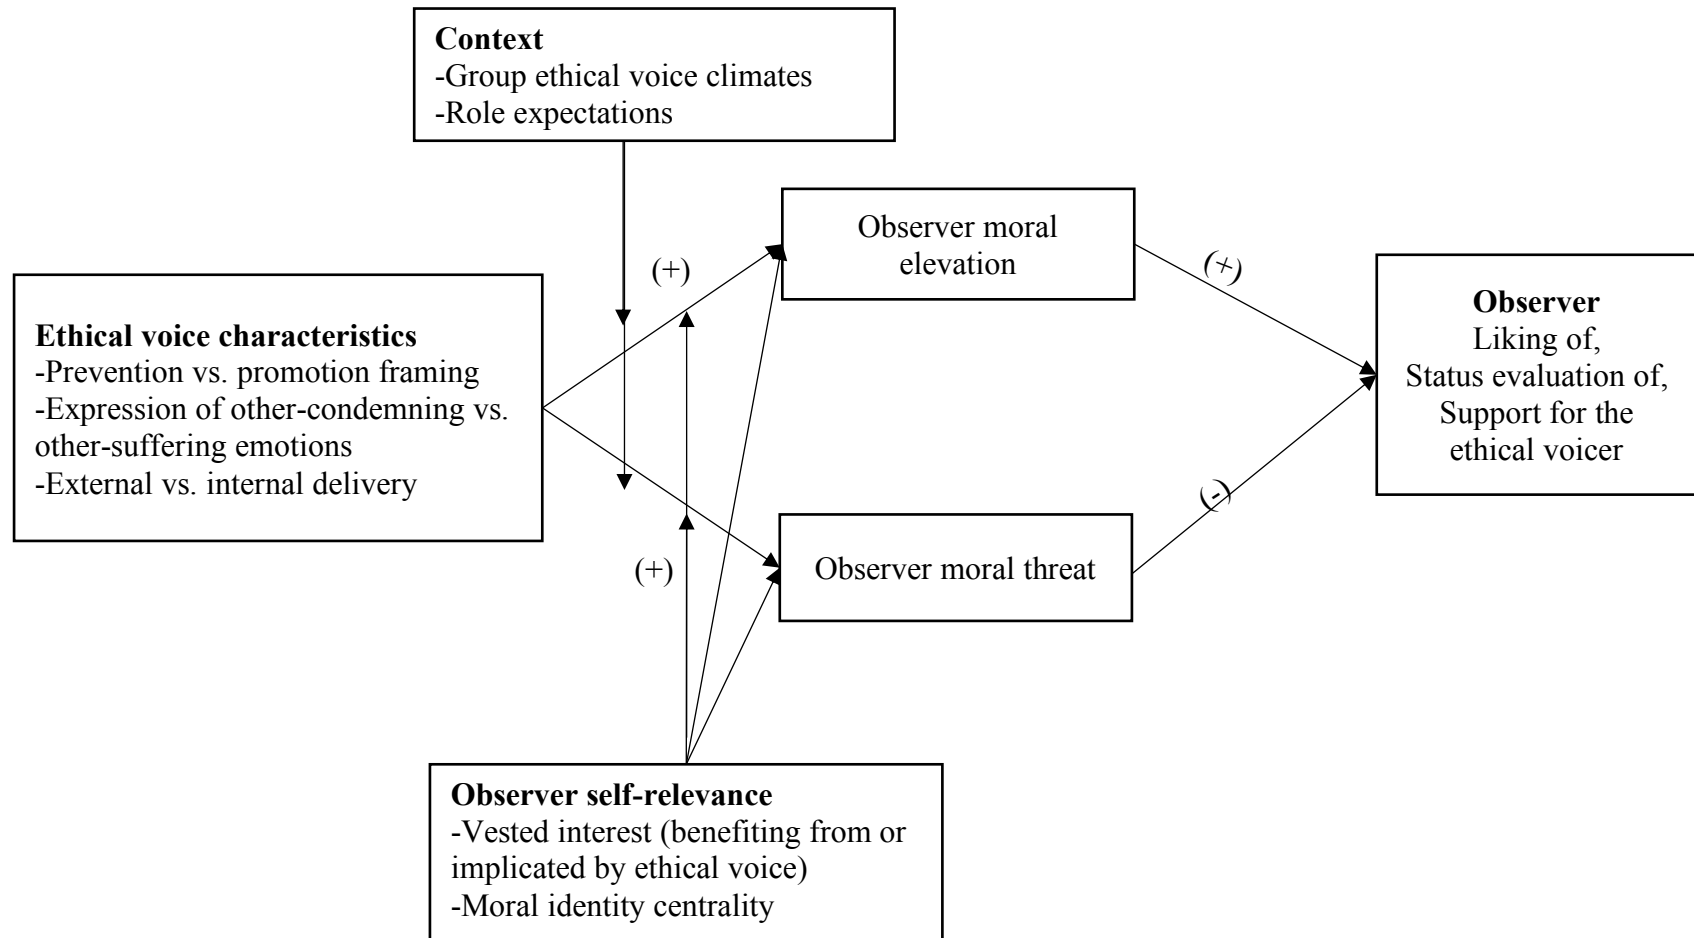 Context
-Group ethical voice climates
-Role expectations
(+)
Observer moral
elevation
(+)
Ethical voice characteristics
-Prevention vs. promotion framing
-Expression of other-condemning vs.
other-suffering emotions
-External vs. internal delivery
Observer
Liking of,
Status evaluation of,
Support for the
ethical voicer
(-)
(+)
Observer moral threat
Observer self-relevance
-Vested interest (benefiting from or
implicated by ethical voice)
-Moral identity centrality